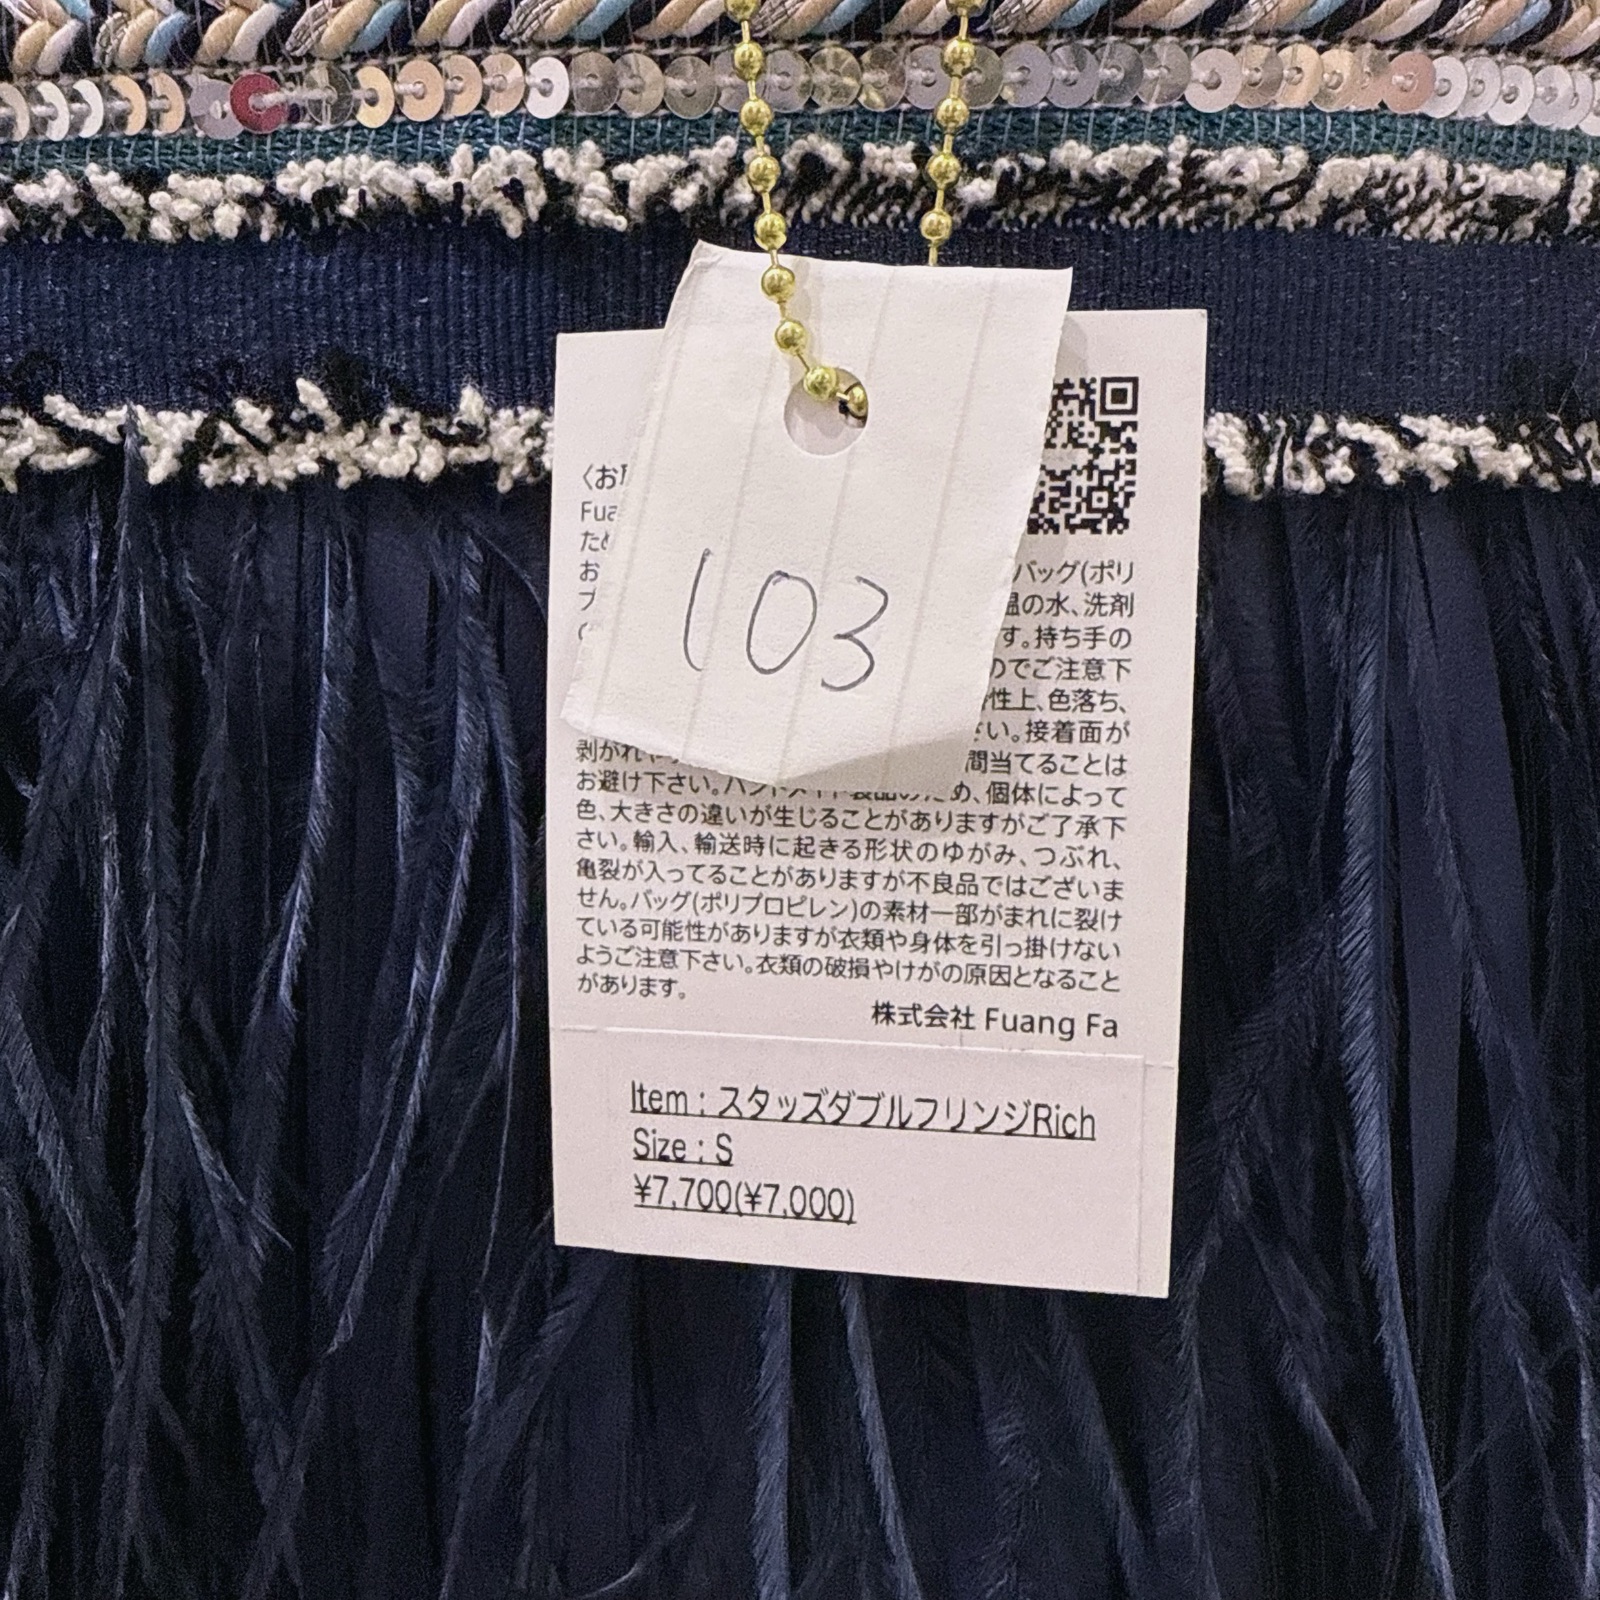 103
〈お
Fua
た
お
プ
バッグ(ポリ
温の水、洗剤
す。持ち手の
のでご注意下
性上、色落ち、
さい。接着面が
剥がれや
間当てることは
お避け下さい。ハンドメイド製品のため、個体によって
色、大きさの違いが生じることがありますがご了承下
さい。輸入、輸送時に起きる形状のゆがみ、つぶれ、
亀裂が入ってることがありますが不良品ではございま
せん。バッグ(ポリプロピレン)の素材一部がまれに裂け
ている可能性がありますが衣類や身体を引っ掛けない
ようご注意下さい。衣類の破損やけがの原因となること
があります。
株式会社 Fuang Fa
Item : スタッズダブルフリンジRich
Size : S
¥7,700(¥7,000)